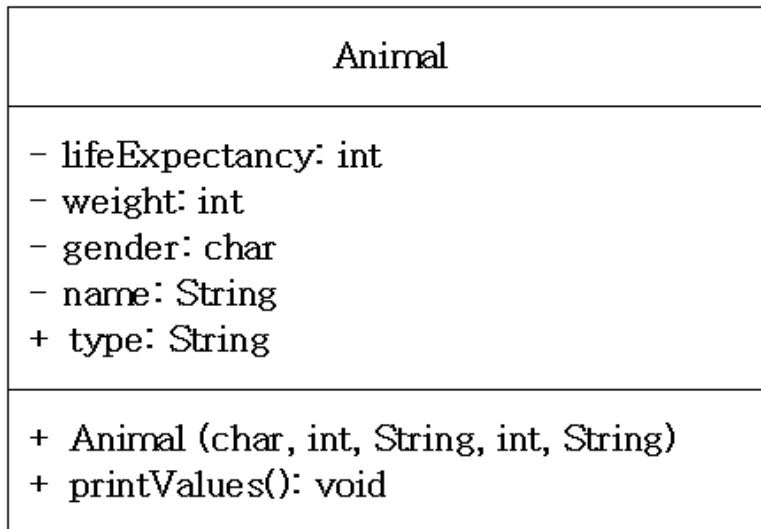 Animal
- lifeExpectancy: int
- weight: int
- gender: char
- name: String
+ type: String
+ Animal (char, int, String, int, String)
+ printValues(): void